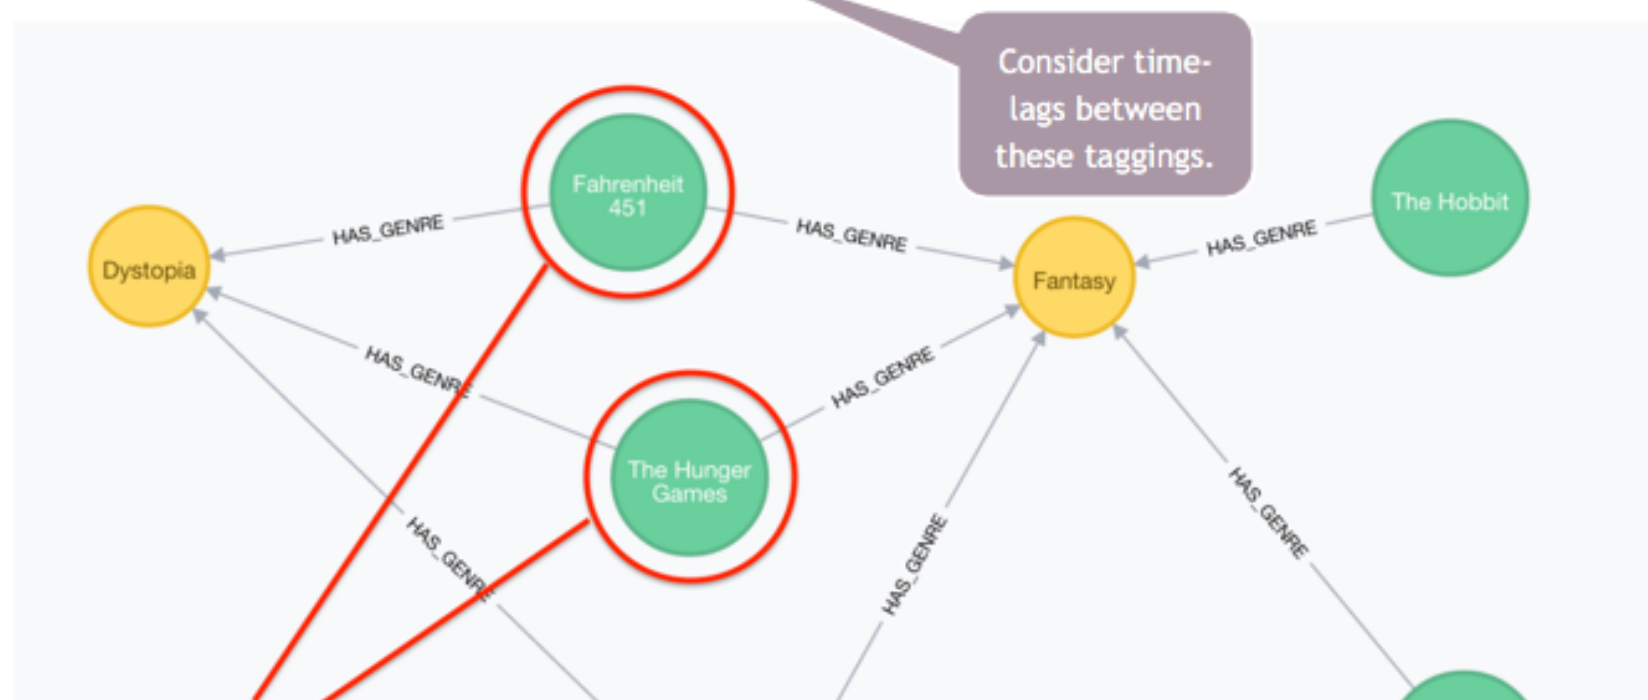 Consider time-
lags between
these taggings.
Fahrenheit
451
The Hobbit
HAS_GENRE
HAS_GENRE
HAS_GENRE
Dystopia
Fantasy
HAS_GENRE
HAS_GENRE
The Hunger
Games
HAS_GENRE
HAS_GENRE
HAS_GENRE